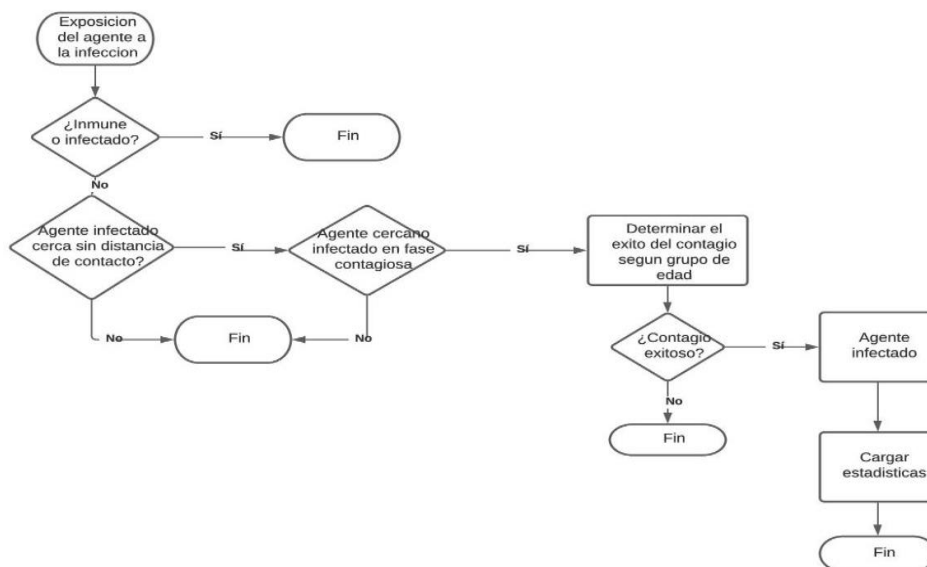 Exposicion
del agente a
la infeccion
¿Inmune
o infectado?
Sí
Fin
No
Agente infectado
cerca sin distancia
de contacto?
Sí
Agente cercano
infectado en fase
contagiosa
Sí
Determinar el
exito del contagio
segun grupo de
edad
No
Fin
No
¿Contagio
exitoso?
Sí
Agente
infectado
No
Fin
Cargar
estadisticas
Fin